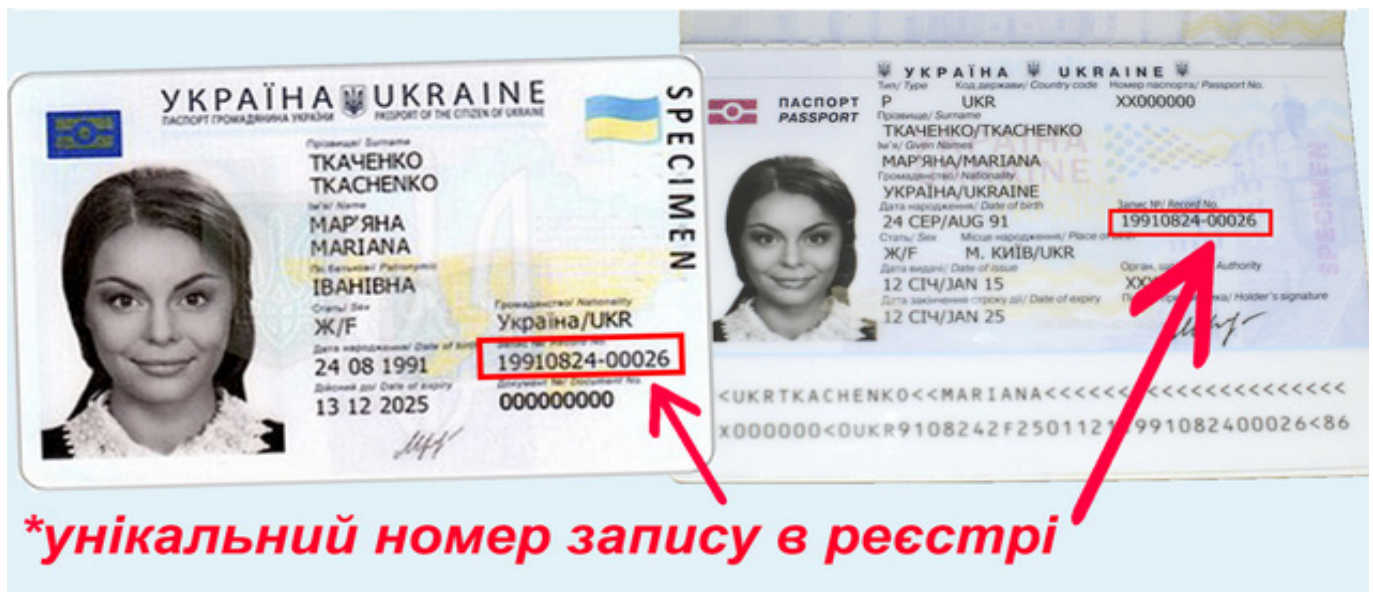 УКРАЇНА UKRAINE
ПАСПОРТ ГРОМАДЯНИНА УКРАЇНИ PASSPORT OF THE CITIZEN OF UKRAINE
SPECIMEN
Прізвище/ Surname
ТКАЧЕНКО
TKACHENKO
Ім'я/ Name
МАР'ЯНА
MARIANA
По батькові/ Patronymic
ІВАНІВНА
Стать/ Sex
Ж/F
Громадянство/ Nationality
Україна/UKR
Дата народження/ Date of birth
24 08 1991
Запис №/ Record No.
19910824-00026
Дійсний до/ Date of expiry
13 12 2025
Документ №/ Document No.
000000000
УКРАЇНА UKRAINE
ПАСПОРТ
PASSPORT
Тип/ Type Код держави/ Country code Номер паспорта/ Passport No.
P UKR XX000000
Прізвище/ Surname
ТКАЧЕНКО/TKACHENKO
Ім'я/ Given Names
МАР'ЯНА/MARIANA
Громадянство/ Nationality
УКРАЇНА/UKRAINE
Дата народження/ Date of birth Запис №/ Record No.
24 СЕР/AUG 91 19910824-00026
Стать/ Sex Місце народження/ Place of
Ж/F М. КИЇВ/UKR
Дата видачі/ Date of issue Орган, Authority
12 СІЧ/JAN 15
Дата закінчення строку дії/ Date of expiry Holder's signature
12 СІЧ/JAN 25
SPECIMEN
<UKRTKACHENKO<<MARIANA<<<<<<<<<<<<<<<<<<<<<
X000000<0UKR9108242F2501121 991082400026<86
*унікальний номер запису в реєстрі